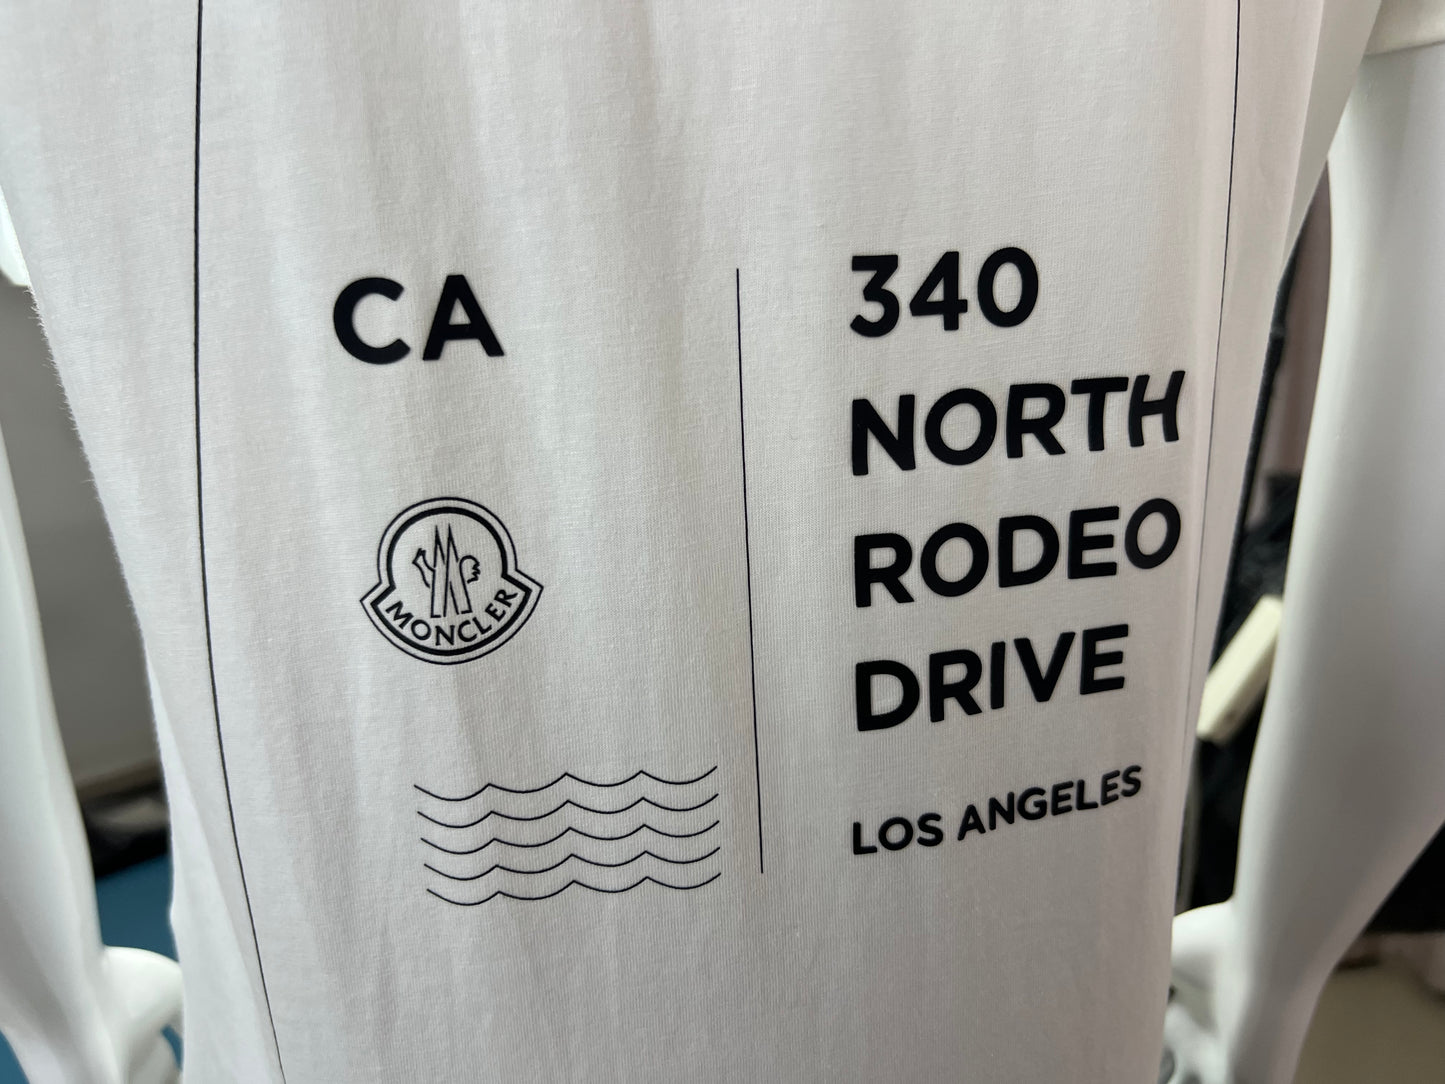 CA
MONCLER
340
NORTH
RODEO
DRIVE
LOS ANGELES